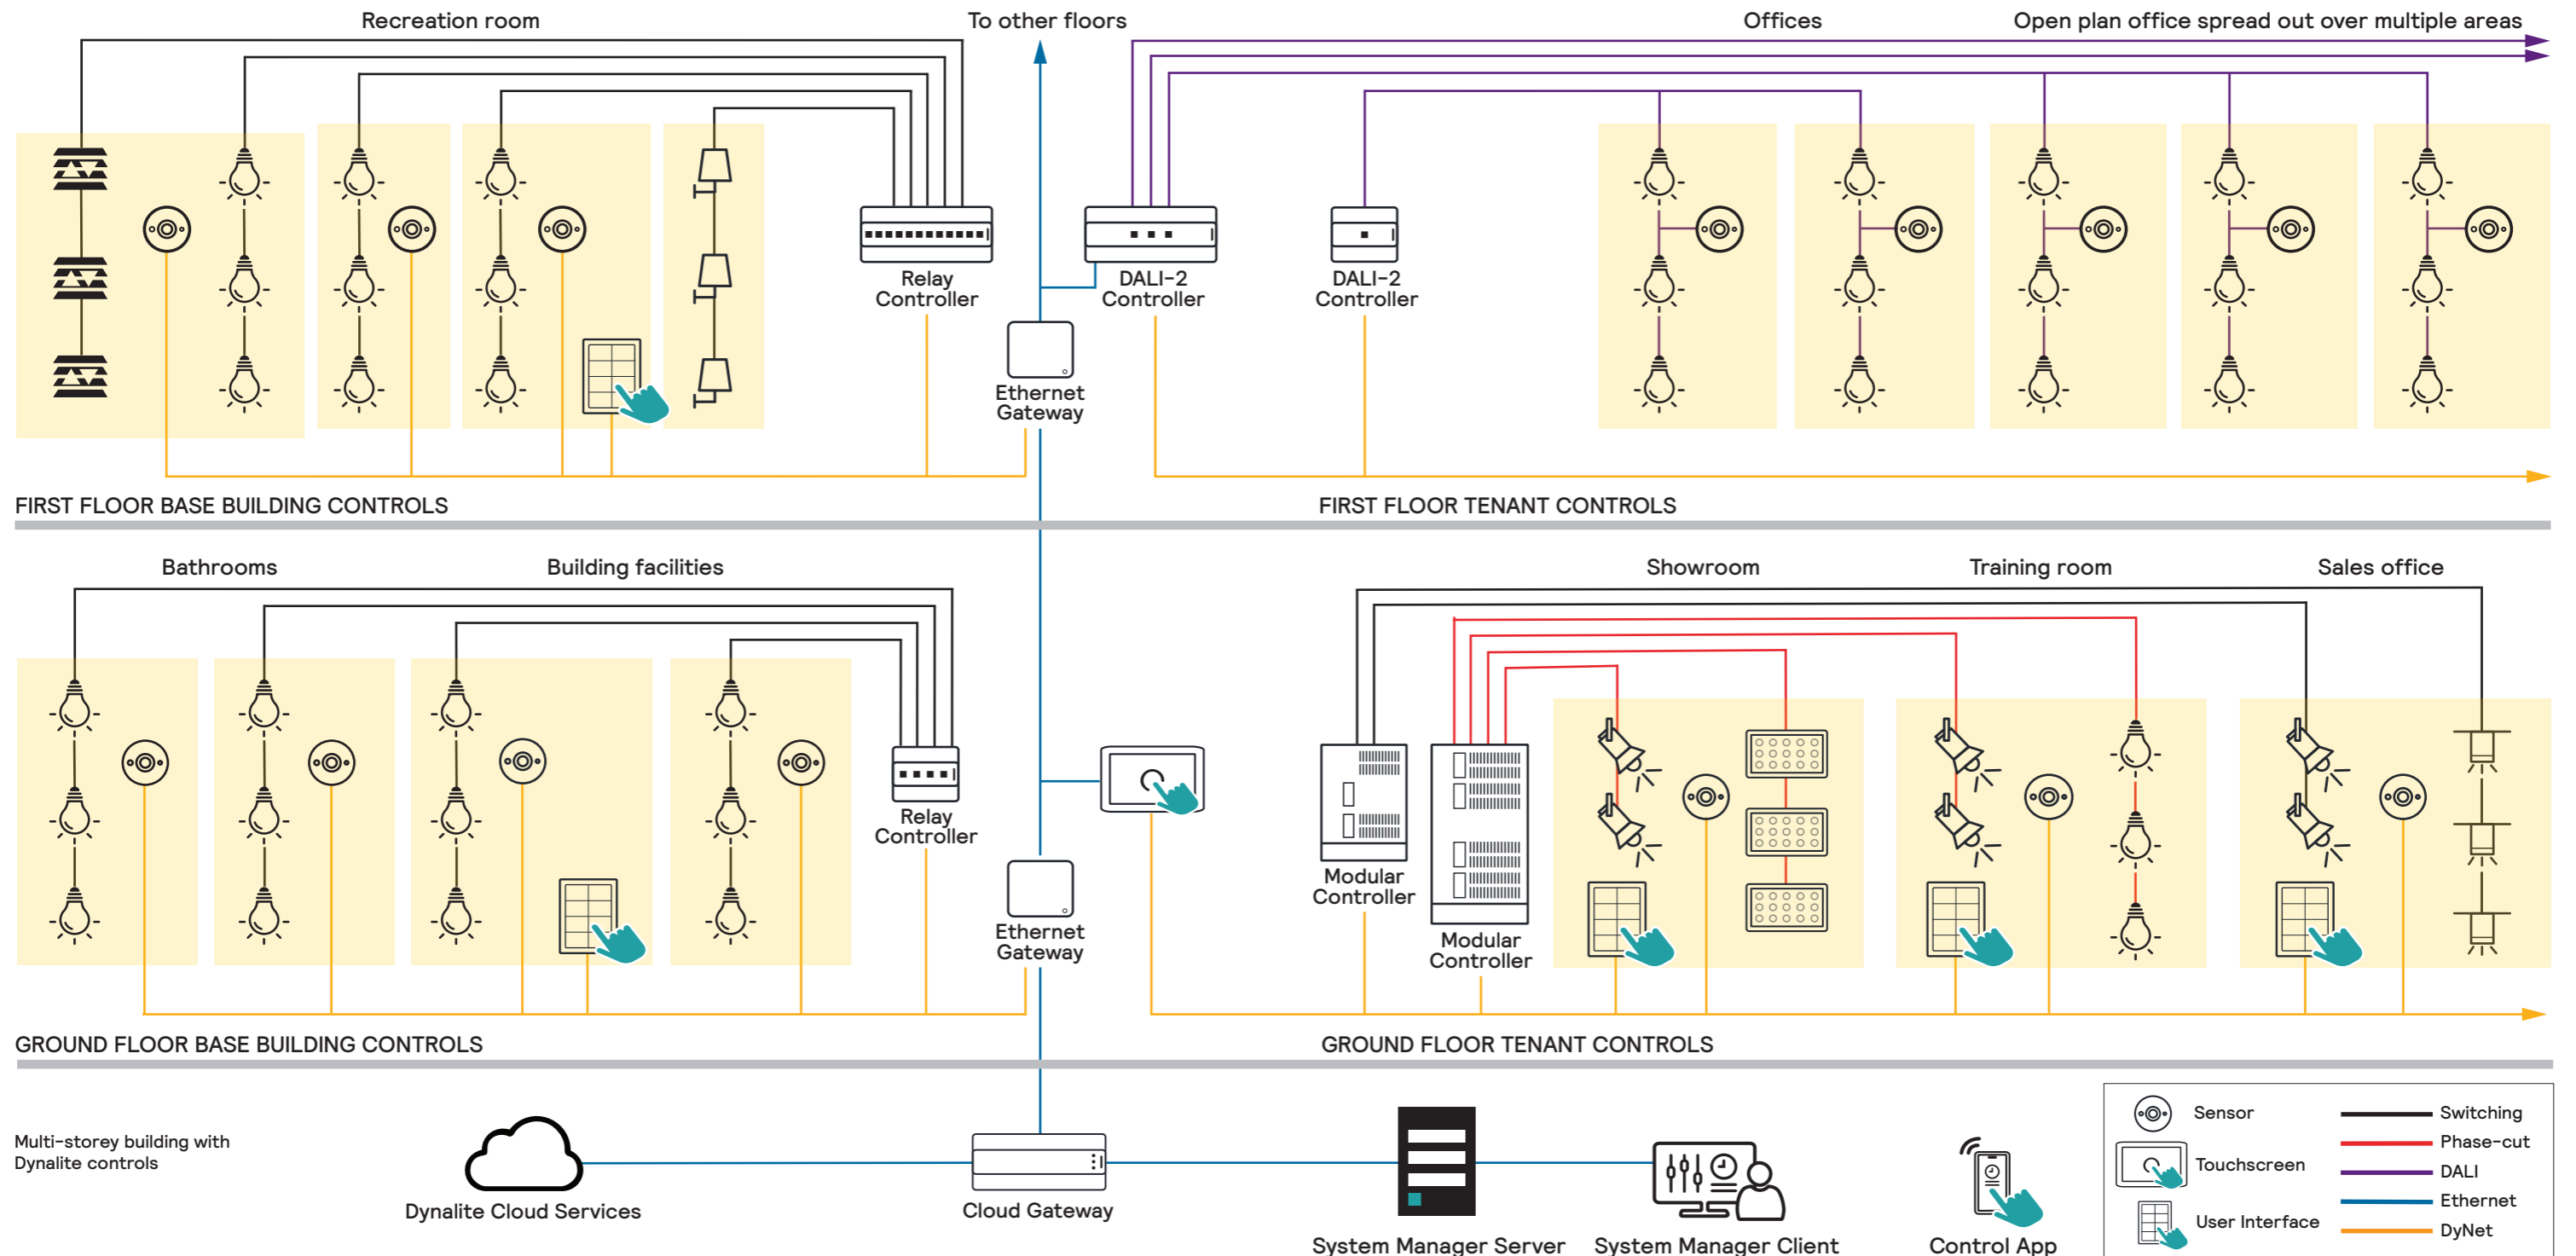 Recreation room
To other floors
Offices
Open plan office spread out over multiple areas
Relay
Controller
DALI-2
Controller
DALI-2
Controller
Ethernet
Gateway
FIRST FLOOR BASE BUILDING CONTROLS
FIRST FLOOR TENANT CONTROLS
Bathrooms
Building facilities
Showroom
Training room
Sales office
Relay
Controller
Ethernet
Gateway
Modular
Controller
Modular
Controller
GROUND FLOOR BASE BUILDING CONTROLS
GROUND FLOOR TENANT CONTROLS
Multi-storey building with
Dynalite controls
Dynalite Cloud Services
Cloud Gateway
System Manager Server
System Manager Client
Control App
Sensor
Touchscreen
User Interface
Switching
Phase-cut
DALI
Ethernet
DyNet